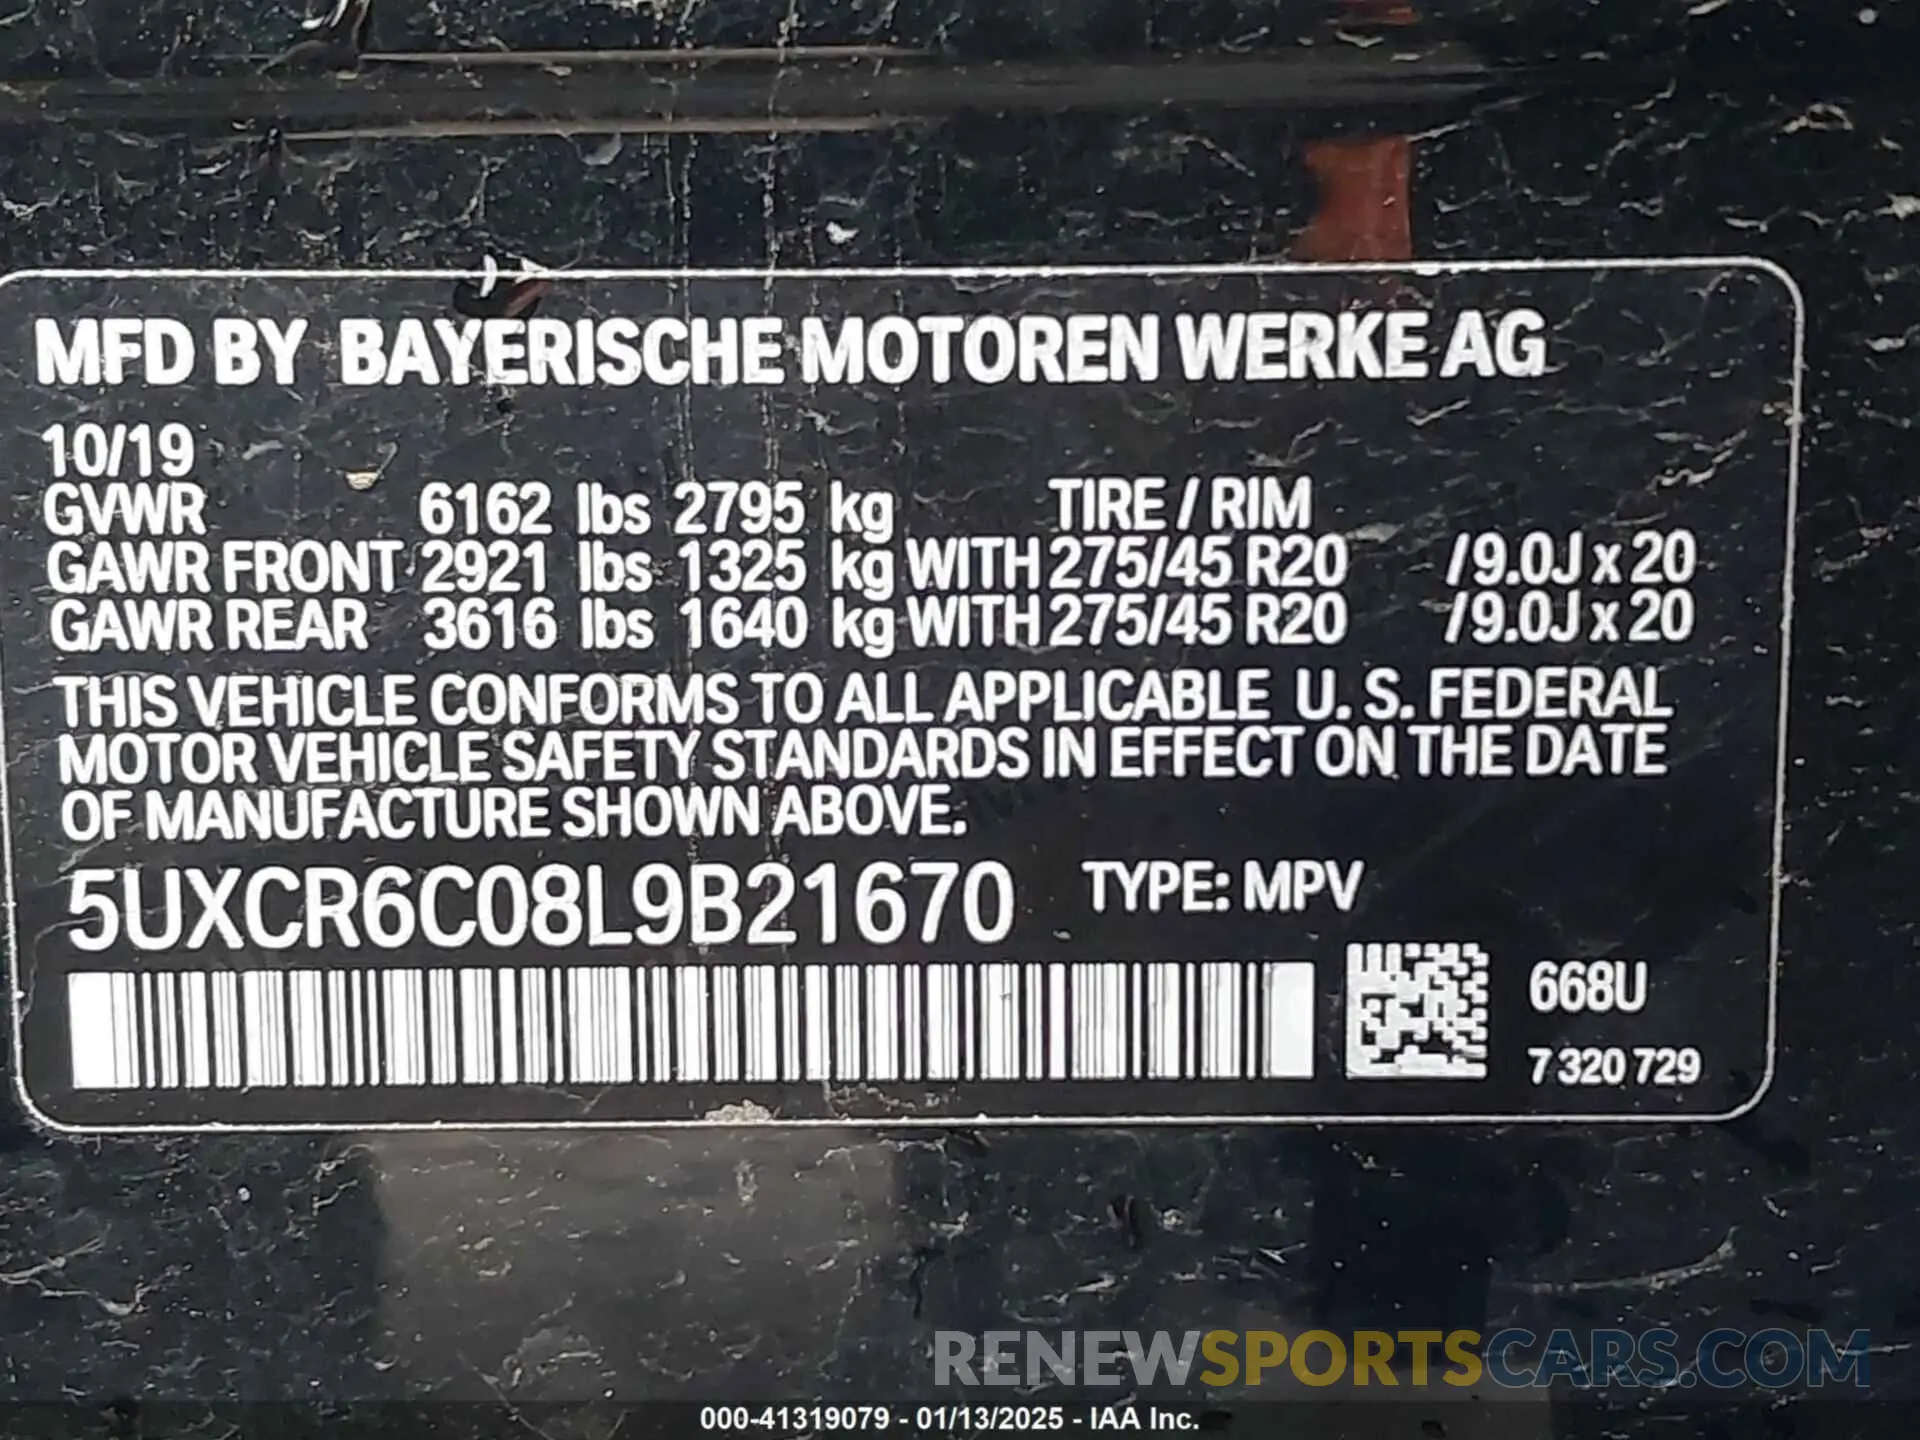 MFD BY BAYERISCHE MOTOREN WERKE AG
10/19
GVWR 6162 lbs 2795 kg TIRE / RIM
GAWR FRONT 2921 lbs 1325 kg WITH 275/45 R20 /9.0J x 20
GAWR REAR 3616 lbs 1640 kg WITH 275/45 R20 /9.0J x 20
THIS VEHICLE CONFORMS TO ALL APPLICABLE U. S. FEDERAL
MOTOR VEHICLE SAFETY STANDARDS IN EFFECT ON THE DATE
OF MANUFACTURE SHOWN ABOVE.
5UXCR6C08L9B21670 TYPE: MPV
668U
7 320 729
RENEWSPORTSCARS.COM
000-41319079 - 01/13/2025 - IAA Inc.